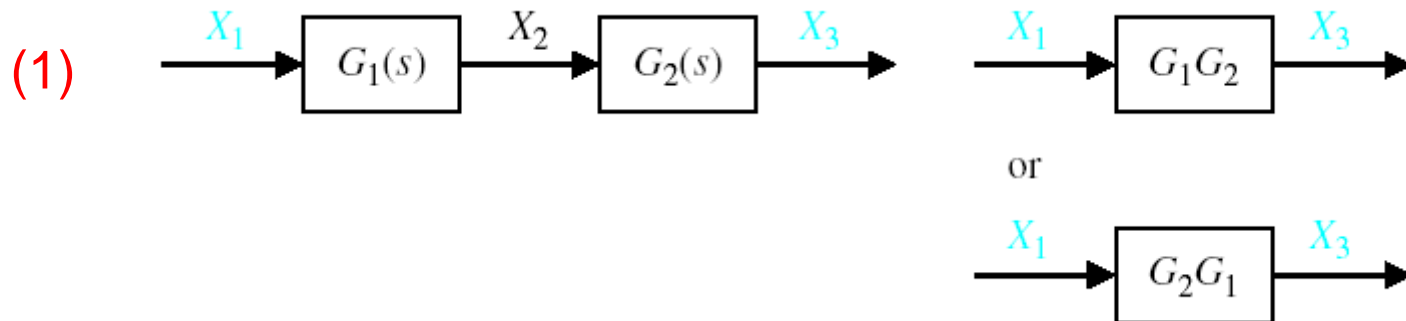 X₁ X₂ X₃ X₁ X₃
(1) G₁(s) G₂(s) G₁G₂
or
X₁ X₃
G₂G₁